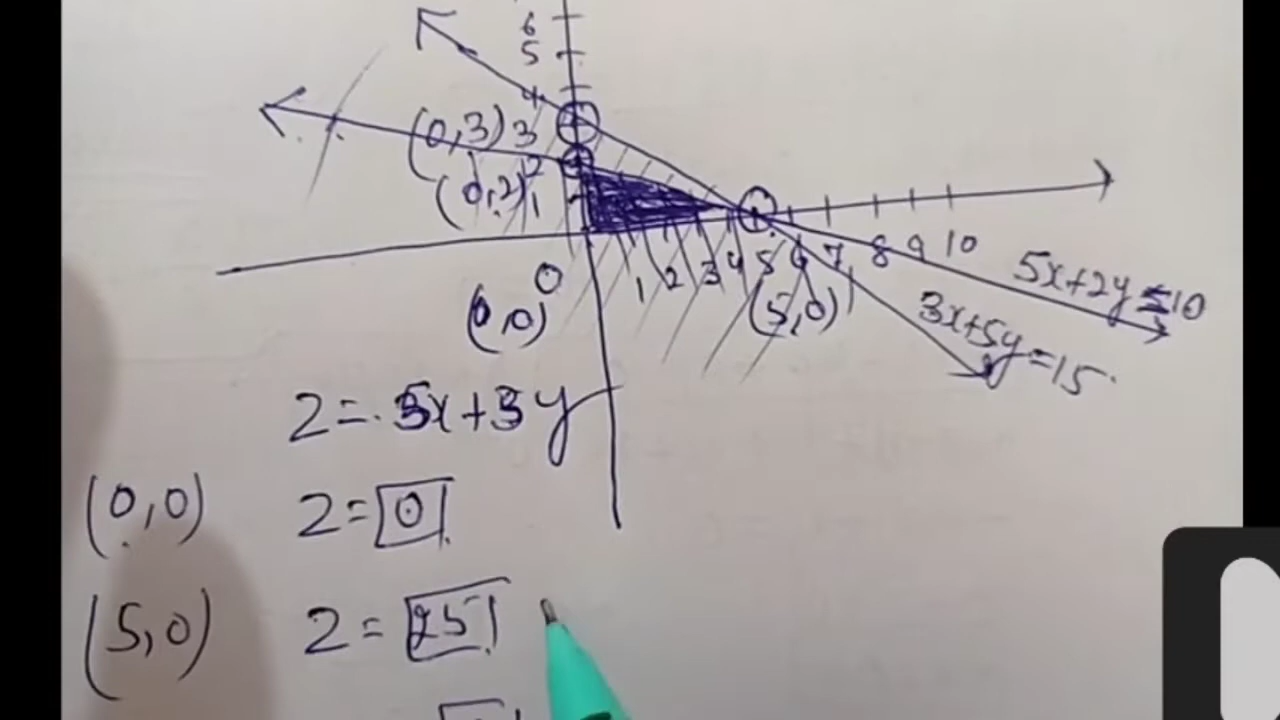 6
5
4
(0,3) 3
2
(0,2) 1
0
1 2 3 4 5 6 7 8 9 10
(0,0)
(5,0)
5x+2y≤10
3x+5y=15
Z=5x+3y
(0,0) Z=0
(5,0) Z=25